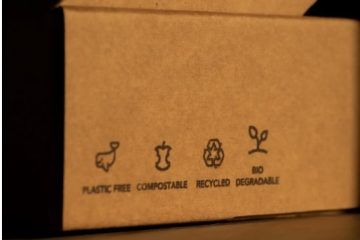 PLASTIC FREE
COMPOSTABLE
RECYCLED
BIO
DEGRADABLE